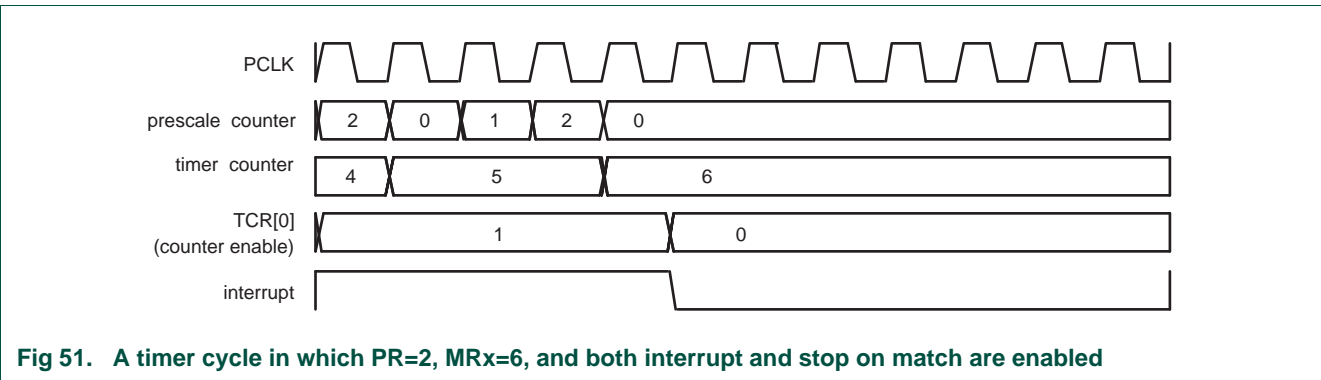 PCLK
prescale counter 2 0 1 2 0
timer counter 4 5 6
TCR[0]
(counter enable) 1 0
interrupt
Fig 51. A timer cycle in which PR=2, MRx=6, and both interrupt and stop on match are enabled